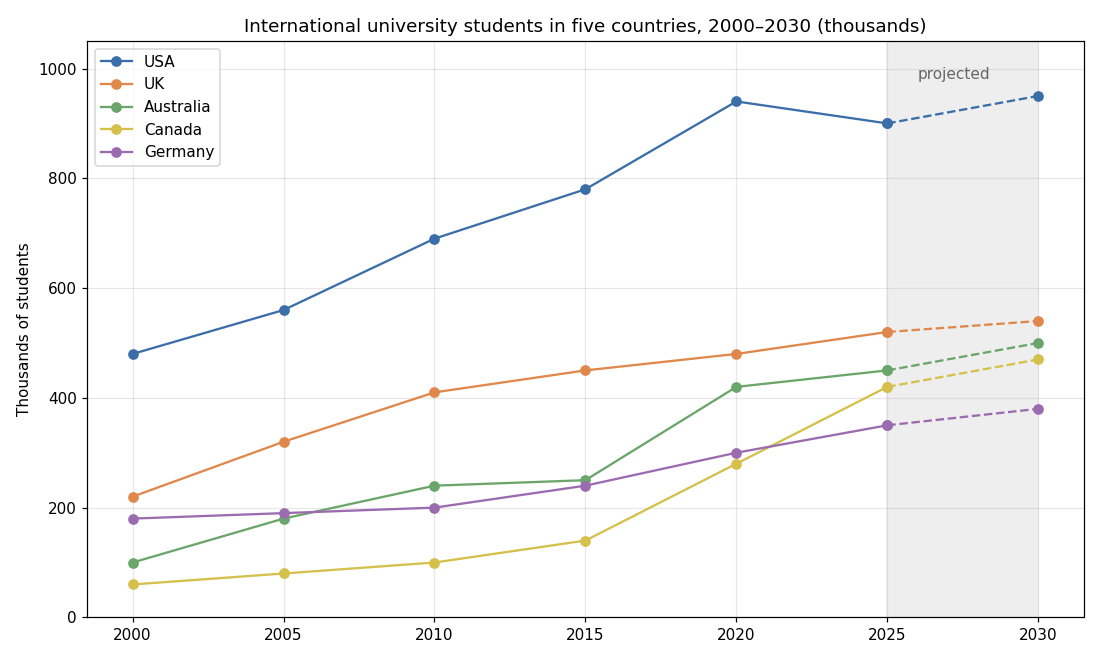 International university students in five countries, 2000–2030 (thousands)
USA
UK
Australia
Canada
Germany
projected
Thousands of students
1000
800
600
400
200
0
2000
2005
2010
2015
2020
2025
2030